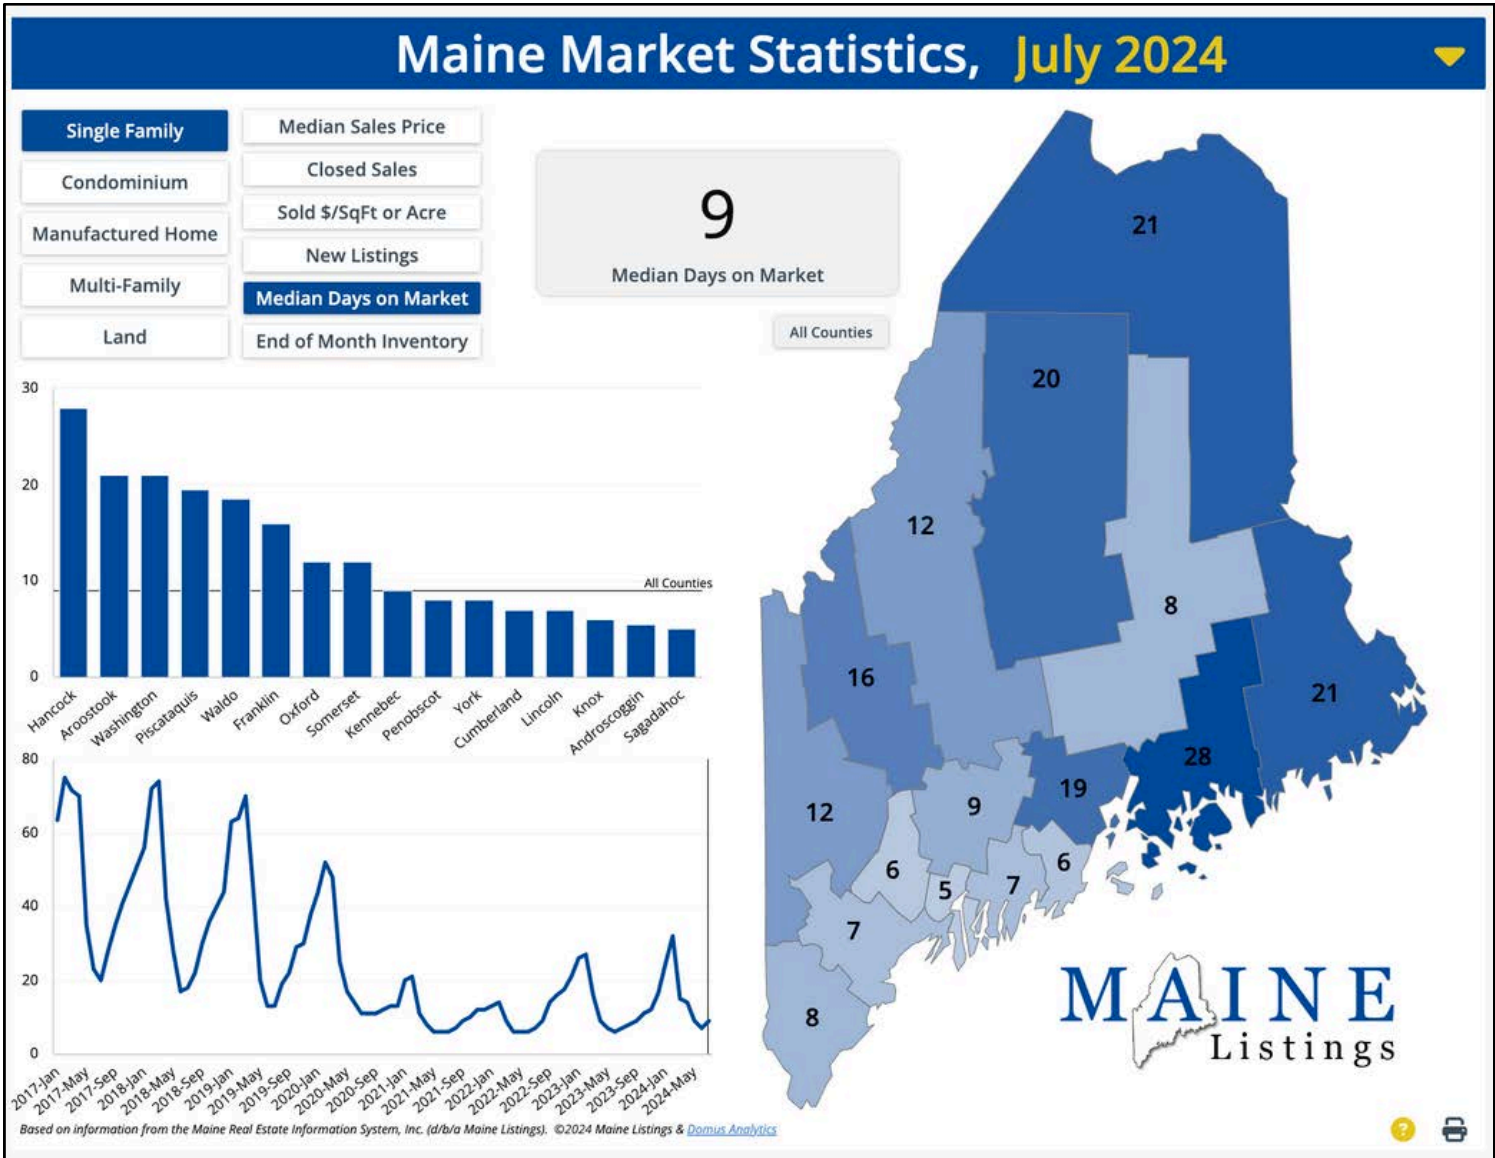 Maine Market Statistics, July 2024
Single Family
Condominium
Manufactured Home
Multi-Family
Land
Median Sales Price
Closed Sales
Sold $/SqFt or Acre
New Listings
Median Days on Market
End of Month Inventory
9
Median Days on Market
All Counties
30
20
10
0
All Counties
Hancock
Aroostook
Washington
Piscataquis
Waldo
Franklin
Oxford
Somerset
Kennebec
Penobscot
York
Cumberland
Lincoln
Knox
Androscoggin
Sagadahoc
80
60
40
20
0
2017-Jan
2017-May
2017-Sep
2018-Jan
2018-May
2018-Sep
2019-Jan
2019-May
2019-Sep
2020-Jan
2020-May
2020-Sep
2021-Jan
2021-May
2021-Sep
2022-Jan
2022-May
2022-Sep
2023-Jan
2023-May
2023-Sep
2024-Jan
2024-May
21
20
12
8
16
21
28
19
12
9
6
6
5
7
7
8
MAINE
Listings
Based on information from the Maine Real Estate Information System, Inc. (d/b/a Maine Listings). ©2024 Maine Listings & Domus Analytics
?